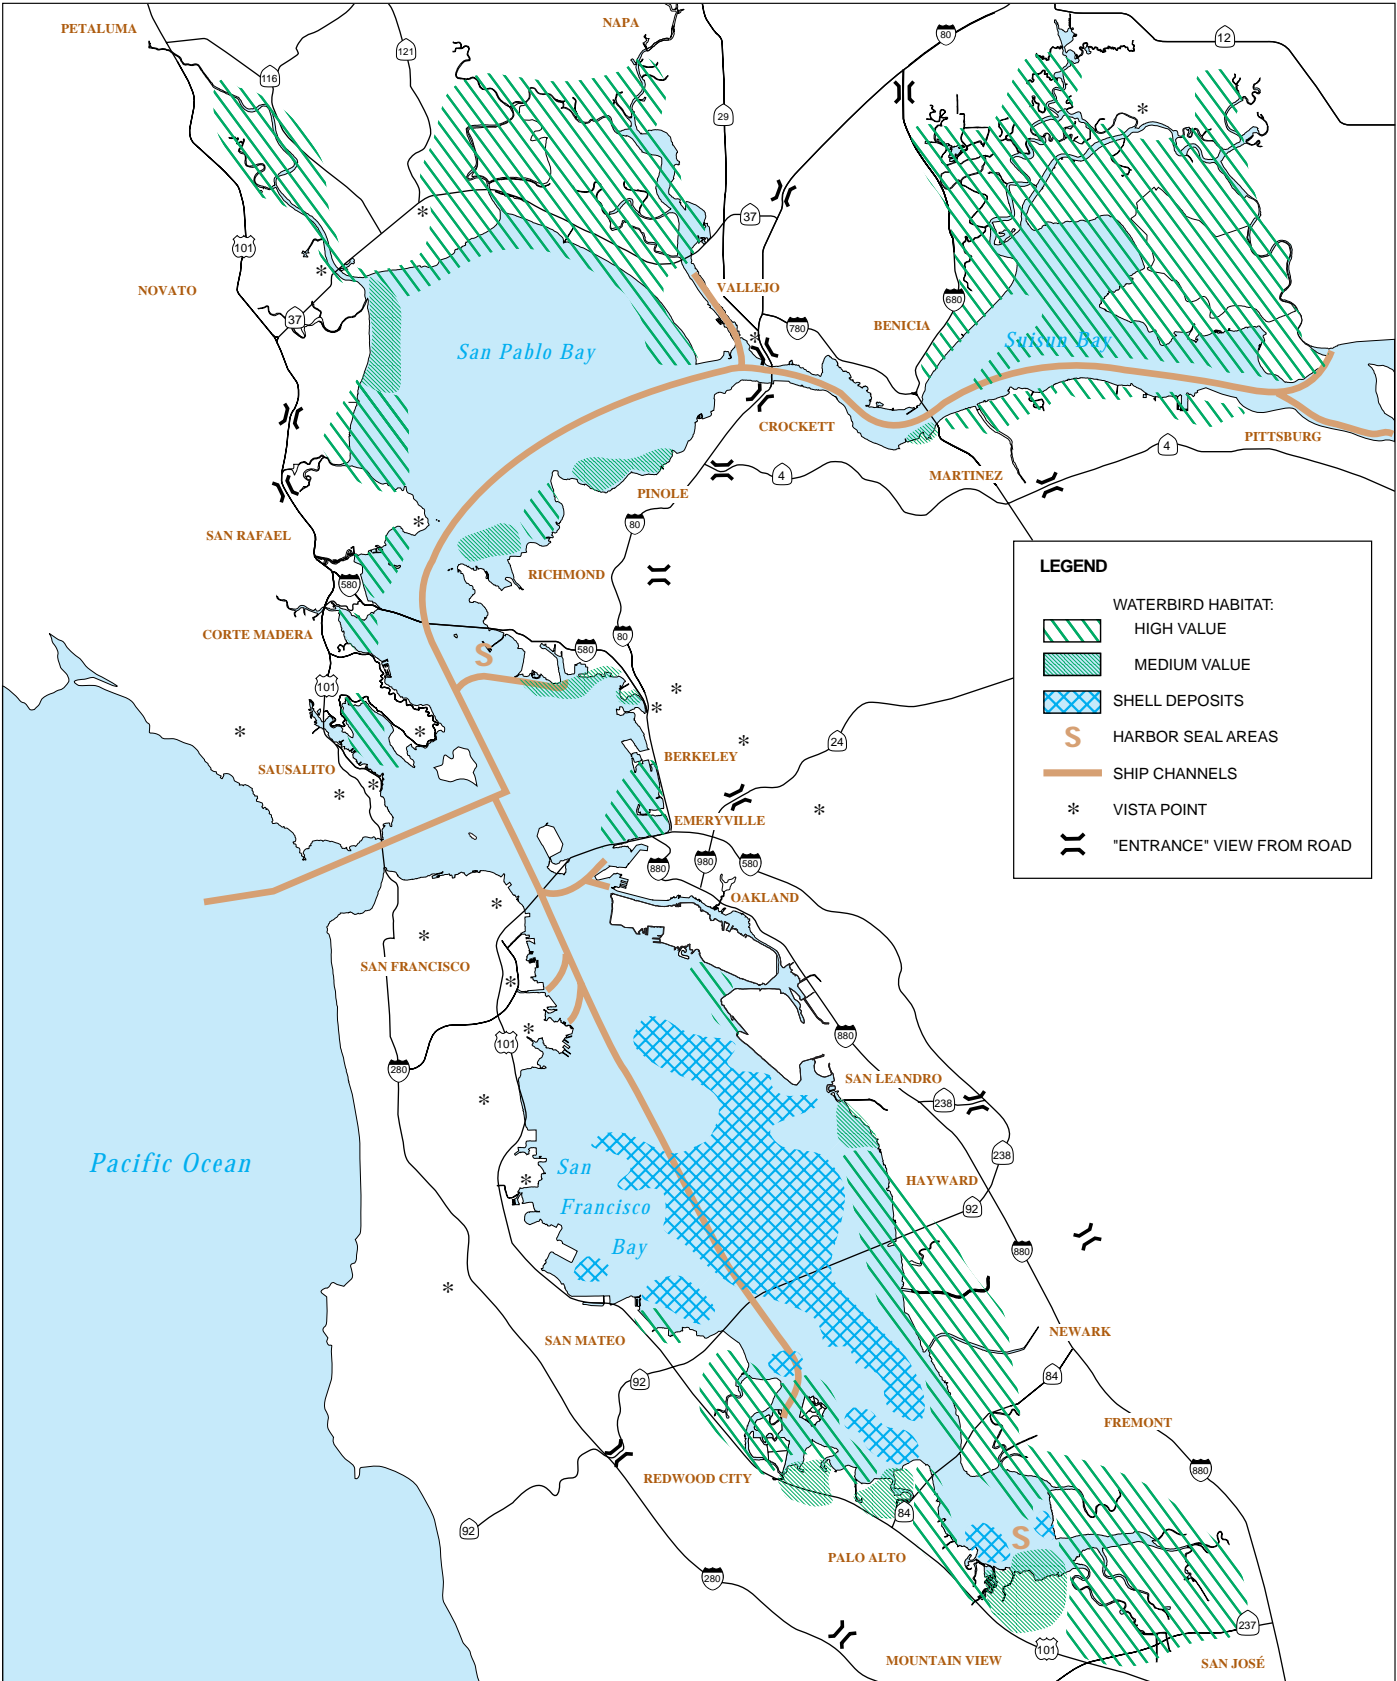 PETALUMA
NAPA
80
12
121
116
29
37
101
NOVATO
37
VALLEJO
680
780
BENICIA
San Pablo Bay
Suisun Bay
CROCKETT
PITTSBURG
4
4
MARTINEZ
PINOLE
80
SAN RAFAEL
RICHMOND
580
CORTE MADERA
80
580
S
101
24
BERKELEY
SAUSALITO
EMERYVILLE
880
980
580
OAKLAND
SAN FRANCISCO
101
280
880
SAN LEANDRO
238
238
Pacific Ocean
San
Francisco
Bay
HAYWARD
92
880
SAN MATEO
NEWARK
92
84
FREMONT
REDWOOD CITY
880
92
84
S
PALO ALTO
280
237
101
MOUNTAIN VIEW
SAN JOSÉ
LEGEND
WATERBIRD HABITAT:
HIGH VALUE
MEDIUM VALUE
SHELL DEPOSITS
S HARBOR SEAL AREAS
SHIP CHANNELS
* VISTA POINT
"ENTRANCE" VIEW FROM ROAD